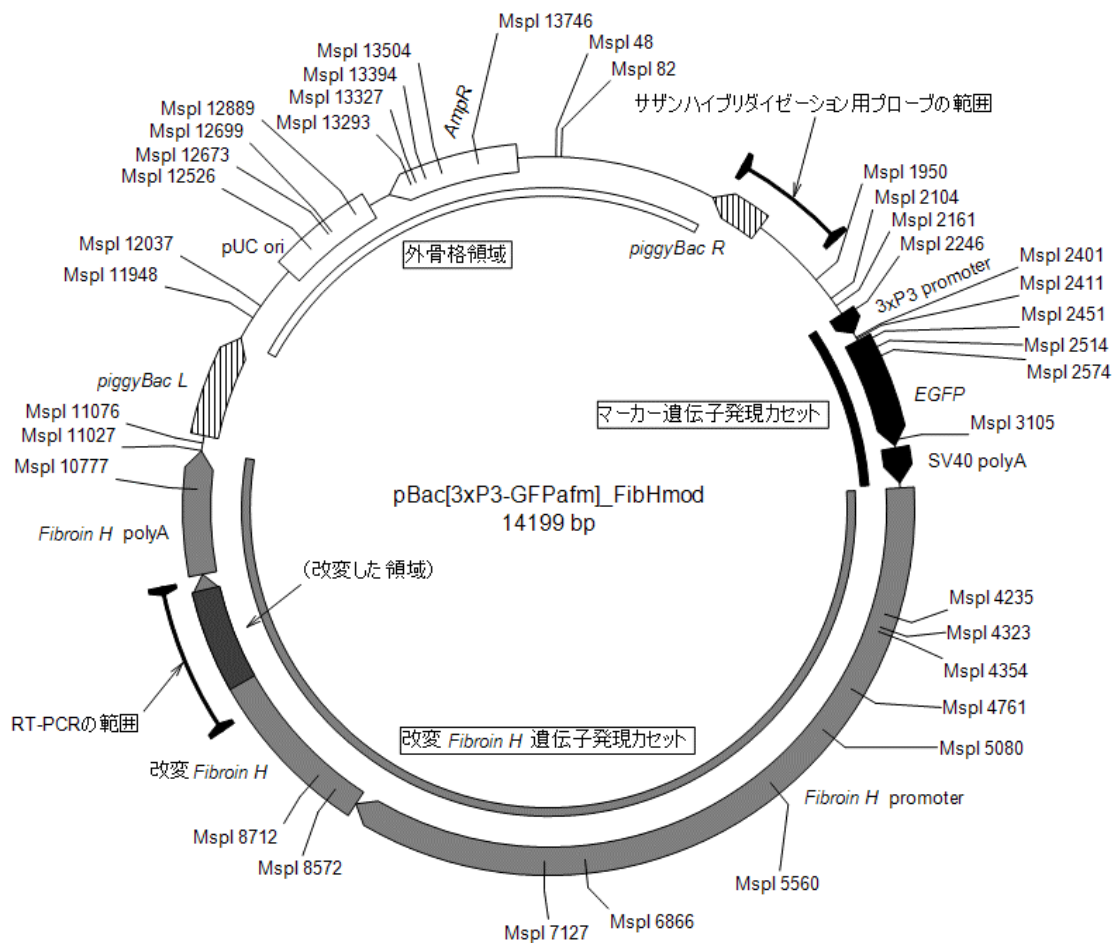 MspI 13746
MspI 13504
MspI 13394
MspI 13327
MspI 13293
AmpR
MspI 48
MspI 82
サザンハイブリダイゼーション用プローブの範囲
MspI 12889
MspI 12699
MspI 12673
MspI 12526
pUC ori
MspI 12037
MspI 11948
外骨格領域
piggyBac R
MspI 1950
MspI 2104
MspI 2161
MspI 2246
3xP3 promoter
MspI 2401
MspI 2411
MspI 2451
MspI 2514
MspI 2574
EGFP
MspI 3105
SV40 polyA
マーカー遺伝子発現カセット
piggyBac L
MspI 11076
MspI 11027
MspI 10777
Fibroin H polyA
pBac[3xP3-GFPafm]_FibHmod
14199 bp
(改変した領域)
RT-PCRの範囲
改変 Fibroin H
改変 Fibroin H 遺伝子発現カセット
MspI 4235
MspI 4323
MspI 4354
MspI 4761
MspI 5080
Fibroin H promoter
MspI 5560
MspI 6866
MspI 7127
MspI 8572
MspI 8712